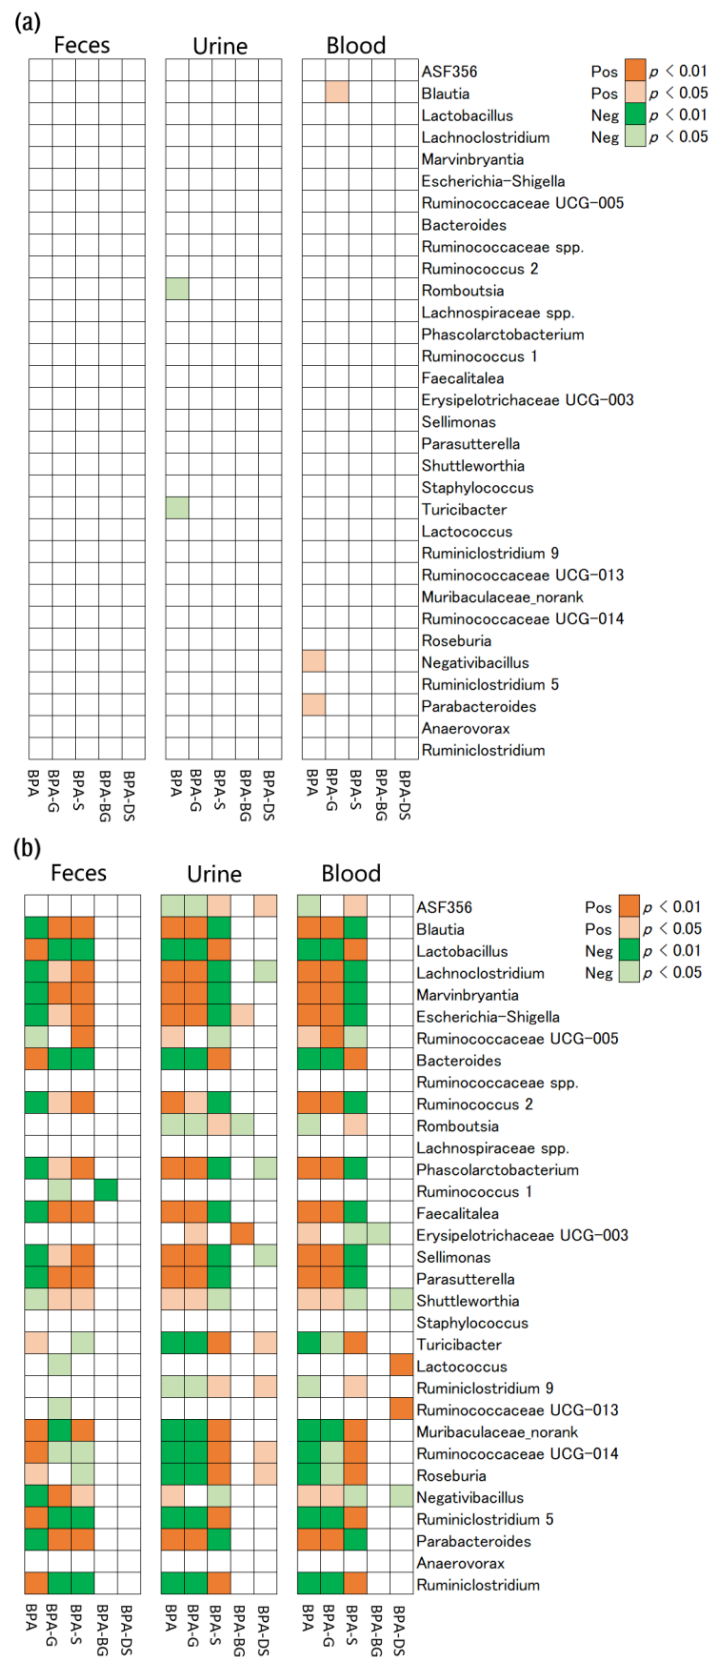 (a)
Feces Urine Blood
ASF356
Blautia
Lactobacillus
Lachnoclostridium
Marvinbryantia
Escherichia-Shigella
Ruminococcaceae UCG-005
Bacteroides
Ruminococcaceae spp.
Ruminococcus 2
Romboutsia
Lachnospiraceae spp.
Phascolarctobacterium
Ruminococcus 1
Faecalitalea
Erysipelotrichaceae UCG-003
Sellimonas
Parasutterella
Shuttleworthia
Staphylococcus
Turicibacter
Lactococcus
Ruminiclostridium 9
Ruminococcaceae UCG-013
Muribaculaceae_norank
Ruminococcaceae UCG-014
Roseburia
Negativibacillus
Ruminiclostridium 5
Parabacteroides
Anaerovorax
Ruminiclostridium
Pos p < 0.01
Pos p < 0.05
Neg p < 0.01
Neg p < 0.05
BPA BPA-G BPA-S BPA-BG BPA-DS BPA BPA-G BPA-S BPA-BG BPA-DS BPA BPA-G BPA-S BPA-BG BPA-DS
(b)
Feces Urine Blood
ASF356
Blautia
Lactobacillus
Lachnoclostridium
Marvinbryantia
Escherichia-Shigella
Ruminococcaceae UCG-005
Bacteroides
Ruminococcaceae spp.
Ruminococcus 2
Romboutsia
Lachnospiraceae spp.
Phascolarctobacterium
Ruminococcus 1
Faecalitalea
Erysipelotrichaceae UCG-003
Sellimonas
Parasutterella
Shuttleworthia
Staphylococcus
Turicibacter
Lactococcus
Ruminiclostridium 9
Ruminococcaceae UCG-013
Muribaculaceae_norank
Ruminococcaceae UCG-014
Roseburia
Negativibacillus
Ruminiclostridium 5
Parabacteroides
Anaerovorax
Ruminiclostridium
Pos p < 0.01
Pos p < 0.05
Neg p < 0.01
Neg p < 0.05
BPA BPA-G BPA-S BPA-BG BPA-DS BPA BPA-G BPA-S BPA-BG BPA-DS BPA BPA-G BPA-S BPA-BG BPA-DS